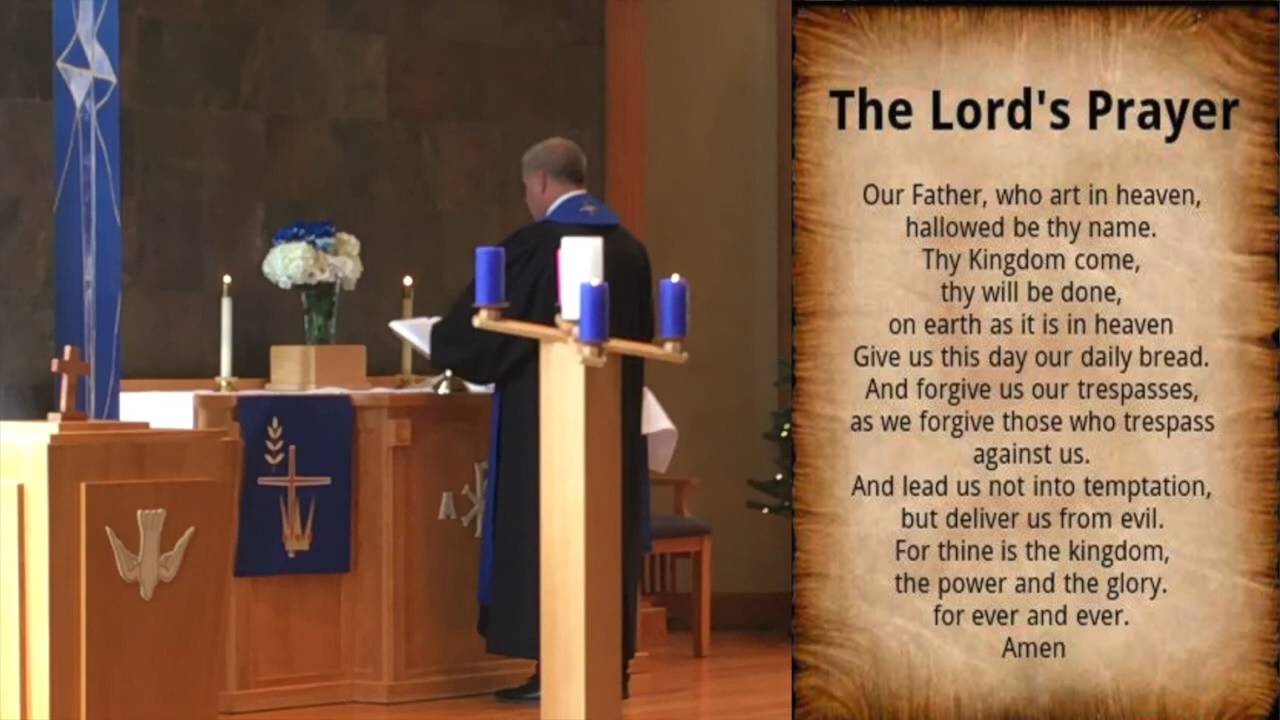 A
The Lord's Prayer
Our Father, who art in heaven,
hallowed be thy name.
Thy Kingdom come,
thy will be done,
on earth as it is in heaven
Give us this day our daily bread.
And forgive us our trespasses,
as we forgive those who trespass
against us.
And lead us not into temptation,
but deliver us from evil.
For thine is the kingdom,
the power and the glory.
for ever and ever.
Amen